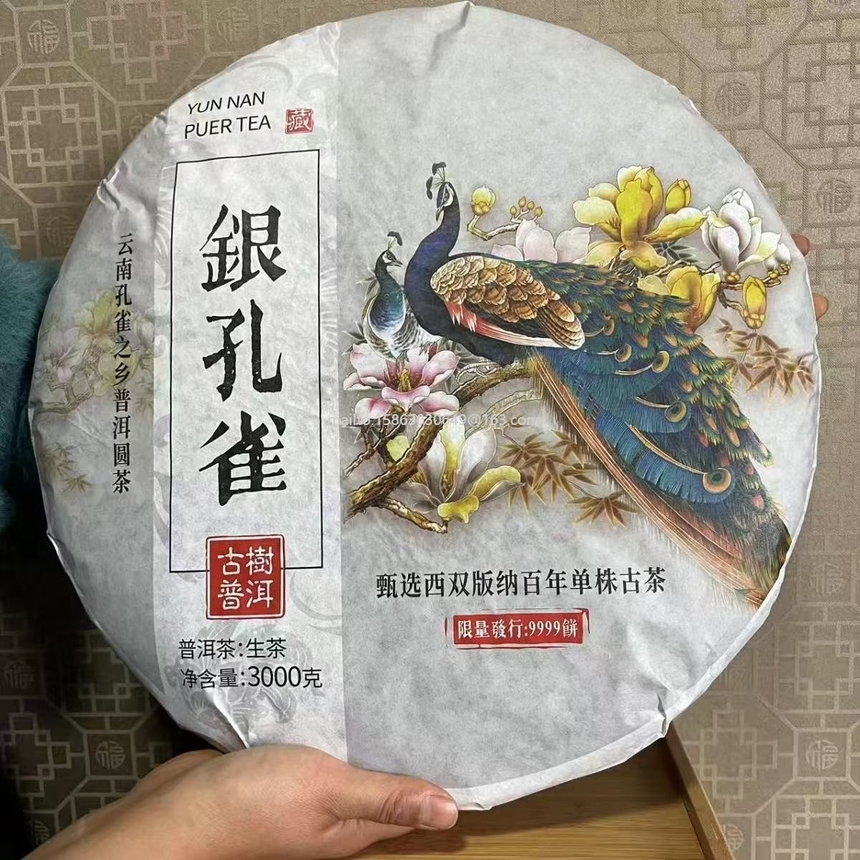 YUN NAN
PUER TEA
藏
銀孔雀
云南孔雀之乡普洱圆茶
古樹
普洱
普洱茶:生茶
净含量:3000克
甄选西双版纳百年单株古茶
限量發行:9999餅
福